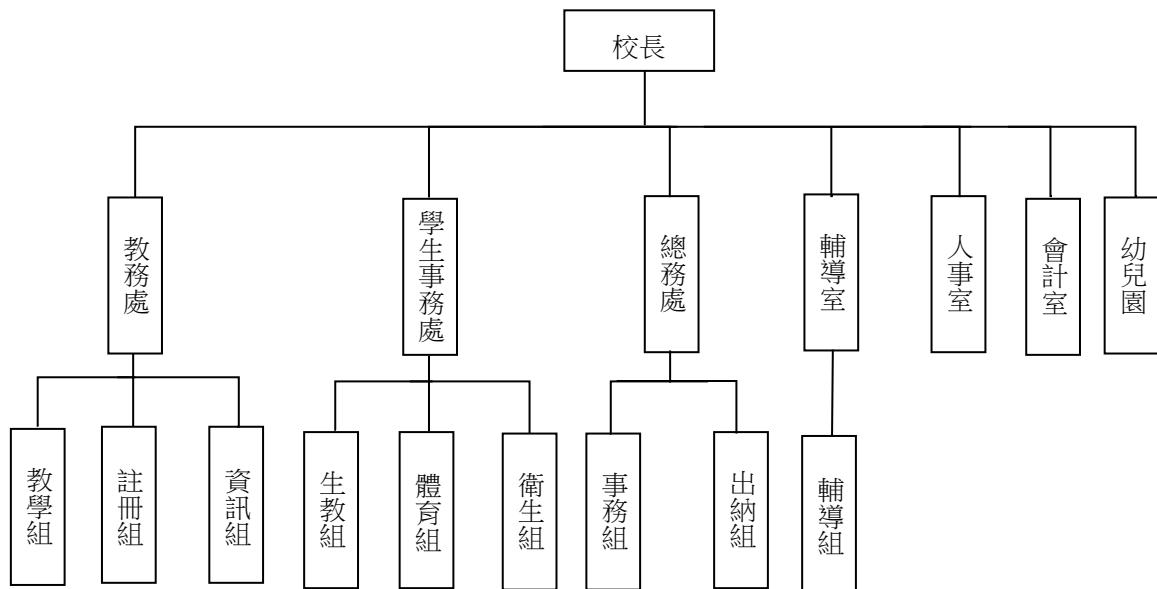 校長
教務處
學生事務處
總務處
輔導室
人事室
會計室
幼兒園
教學組
註冊組
資訊組
生教組
體育組
衛生組
事務組
出納組
輔導組